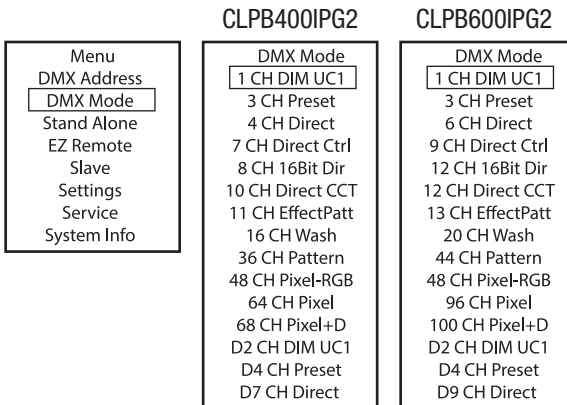 CLPB400IPG2
CLPB600IPG2
Menu
DMX Address
DMX Mode
Stand Alone
EZ Remote
Slave
Settings
Service
System Info
DMX Mode
1 CH DIM UC1
3 CH Preset
4 CH Direct
7 CH Direct Ctrl
8 CH 16Bit Dir
10 CH Direct CCT
11 CH EffectPatt
16 CH Wash
36 CH Pattern
48 CH Pixel-RGB
64 CH Pixel
68 CH Pixel+D
D2 CH DIM UC1
D4 CH Preset
D7 CH Direct
DMX Mode
1 CH DIM UC1
3 CH Preset
6 CH Direct
9 CH Direct Ctrl
12 CH 16Bit Dir
12 CH Direct CCT
13 CH EffectPatt
20 CH Wash
44 CH Pattern
48 CH Pixel-RGB
96 CH Pixel
100 CH Pixel+D
D2 CH DIM UC1
D4 CH Preset
D9 CH Direct